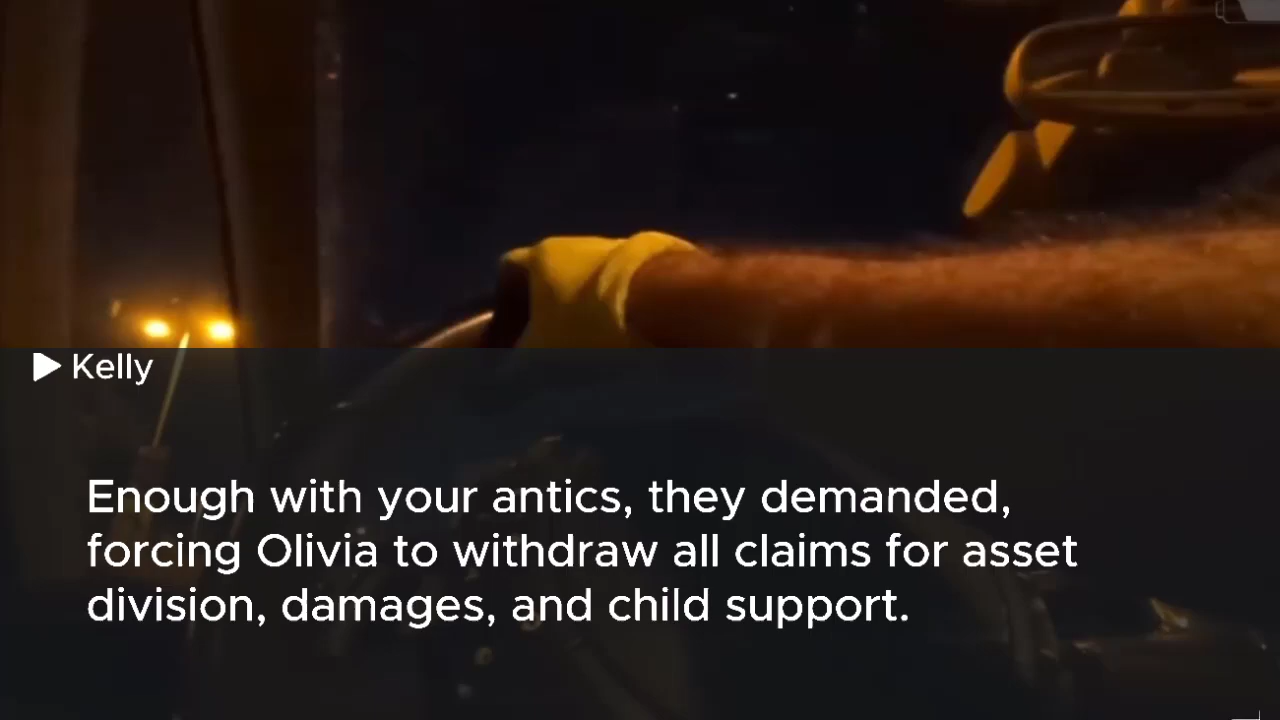 Kelly
Enough with your antics, they demanded,
forcing Olivia to withdraw all claims for asset
division, damages, and child support.